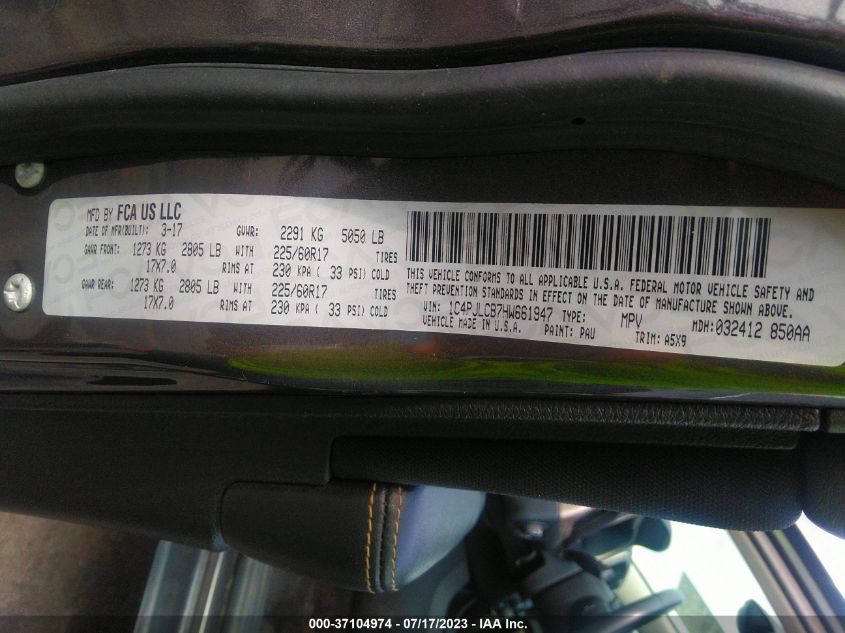 MFD BY FCA US LLC
DATE OF MFR(BUILT): 3-17 GVWR: 2291 KG 5050 LB
GAWR FRONT: 1273 KG 2805 LB WITH 225/60R17 TIRES
17X7.0 RIMS AT 230 KPA ( 33 PSI) COLD
GAWR REAR: 1273 KG 2805 LB WITH 225/60R17 TIRES
17X7.0 RIMS AT 230 KPA ( 33 PSI) COLD
THIS VEHICLE CONFORMS TO ALL APPLICABLE U.S.A. FEDERAL MOTOR VEHICLE SAFETY AND
THEFT PREVENTION STANDARDS IN EFFECT ON THE DATE OF MANUFACTURE SHOWN ABOVE.
VIN: 1C4PJLCB7HW661947 TYPE: MPV MDH: 032412 850AA
VEHICLE MADE IN U.S.A. PAINT: PAU TRIM: A5X9
000-37104974 / 07/17/2023 - IAA Inc.